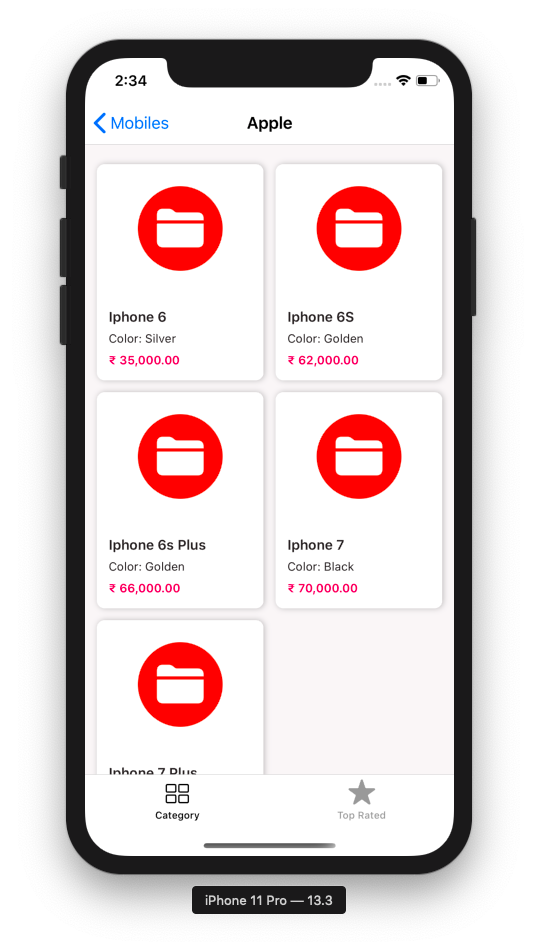 2:34
Mobiles
Apple
Iphone 6
Color: Silver
₹ 35,000.00
Iphone 6S
Color: Golden
₹ 62,000.00
Iphone 6s Plus
Color: Golden
₹ 66,000.00
Iphone 7
Color: Black
₹ 70,000.00
Iphone 7 Plus
Category
Top Rated
iPhone 11 Pro — 13.3